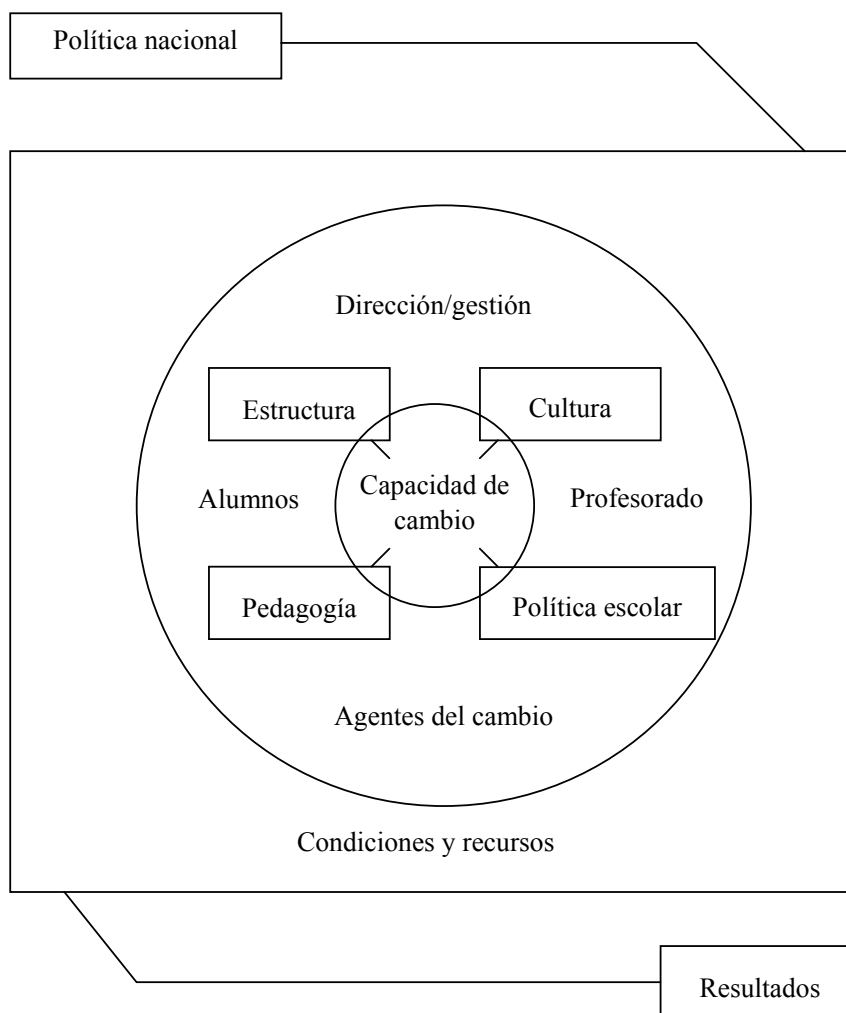 Política nacional
Dirección/gestión
Estructura
Cultura
Alumnos
Capacidad de
cambio
Profesorado
Pedagogía
Política escolar
Agentes del cambio
Condiciones y recursos
Resultados